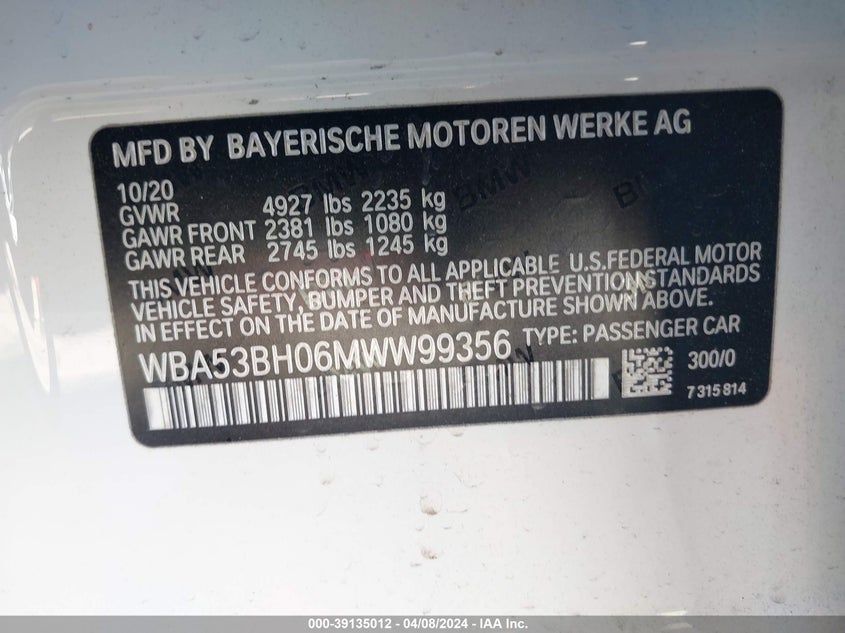 MFD BY BAYERISCHE MOTOREN WERKE AG
10/20
GVWR 4927 lbs 2235 kg
GAWR FRONT 2381 lbs 1080 kg
GAWR REAR 2745 lbs 1245 kg
THIS VEHICLE CONFORMS TO ALL APPLICABLE U.S.FEDERAL MOTOR
VEHICLE SAFETY, BUMPER AND THEFT PREVENTION STANDARDS
IN EFFECT ON THE DATE OF MANUFACTURE SHOWN ABOVE.
WBA53BH06MWW99356 TYPE: PASSENGER CAR
300/0
7 315 814
000-39135012 - 04/08/2024 - IAA Inc.